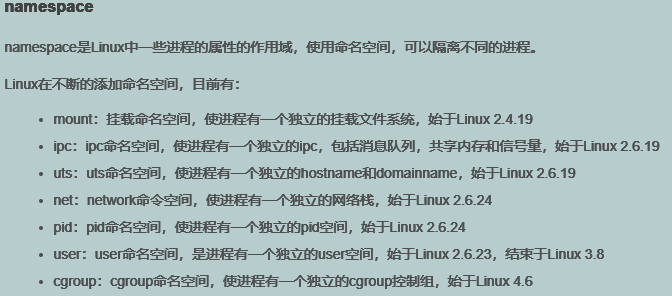 namespace
namespace是Linux中一些进程的属性的作用域，使用命名空间，可以隔离不同的进程。
Linux在不断的添加命名空间，目前有：
• mount：挂载命名空间，使进程有一个独立的挂载文件系统，始于Linux 2.4.19
• ipc：ipc命名空间，使进程有一个独立的ipc，包括消息队列，共享内存和信号量，始于Linux 2.6.19
• uts：uts命名空间，使进程有一个独立的hostname和domainname，始于Linux 2.6.19
• net：network命令空间，使进程有一个独立的网络栈，始于Linux 2.6.24
• pid：pid命名空间，使进程有一个独立的pid空间，始于Linux 2.6.24
• user：user命名空间，是进程有一个独立的user空间，始于Linux 2.6.23，结束于Linux 3.8
• cgroup：cgroup命名空间，使进程有一个独立的cgroup控制组，始于Linux 4.6